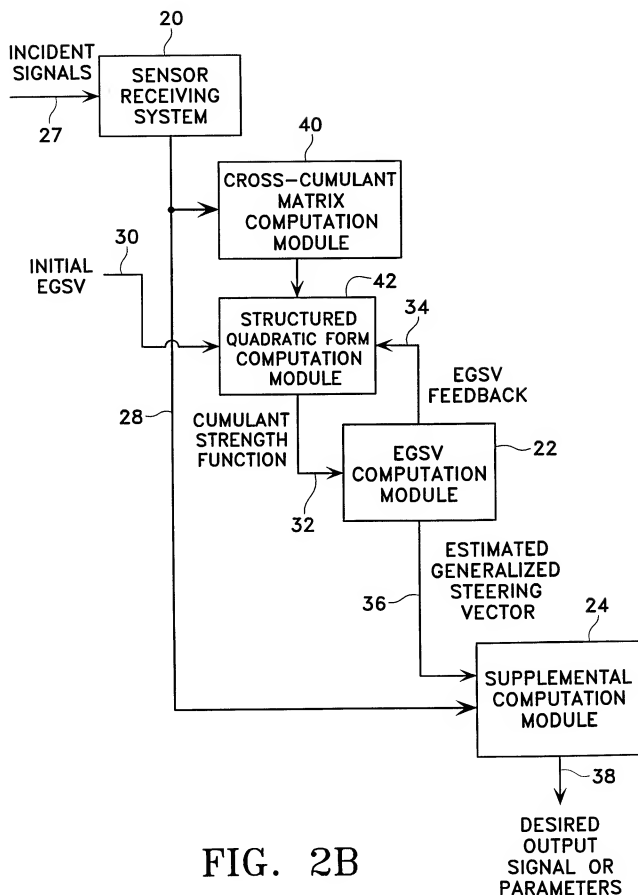 20
INCIDENT
SIGNALS
27
SENSOR
RECEIVING
SYSTEM
40
CROSS-CUMULANT
MATRIX
COMPUTATION
MODULE
30
INITIAL
EGSV
42
STRUCTURED
QUADRATIC FORM
COMPUTATION
MODULE
34
EGSV
FEEDBACK
28
CUMULANT
STRENGTH
FUNCTION
32
22
EGSV
COMPUTATION
MODULE
36
ESTIMATED
GENERALIZED
STEERING
VECTOR
24
SUPPLEMENTAL
COMPUTATION
MODULE
38
DESIRED
OUTPUT
SIGNAL OR
PARAMETERS
FIG. 2B